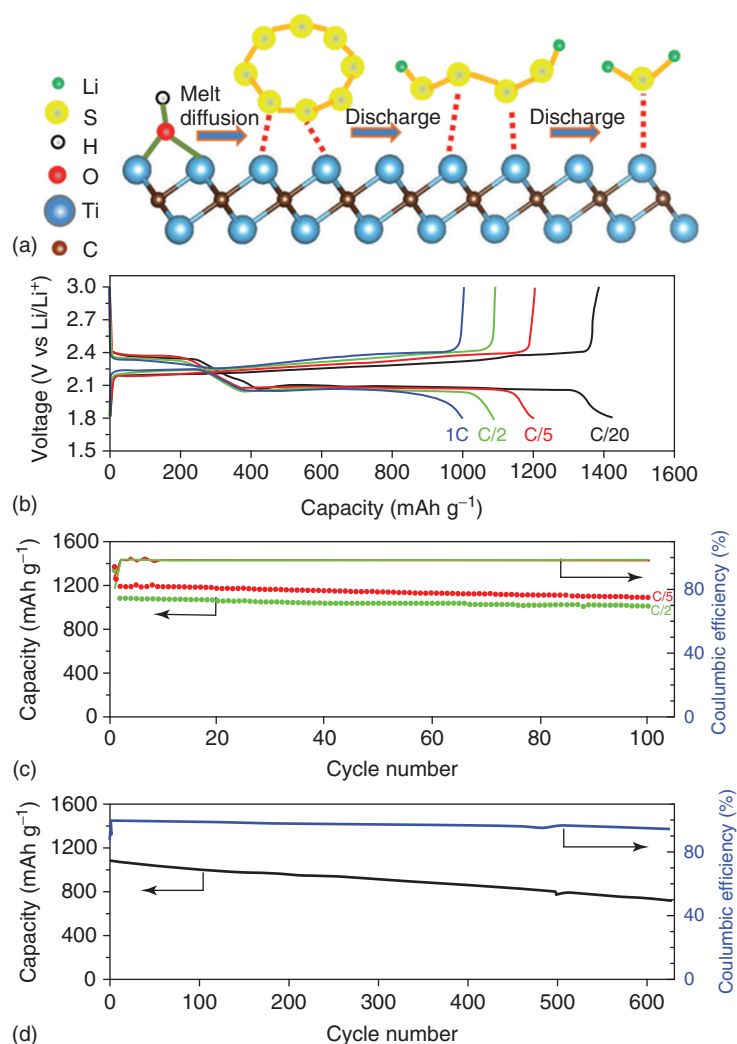 Li
S
H
O
Ti
C
Melt
diffusion
Discharge
Discharge
(a)
Voltage (V vs Li/Li⁺)
3.0
2.7
2.4
2.1
1.8
1.5
1C
C/2
C/5
C/20
0
200
400
600
800
1000
1200
1400
1600
Capacity (mAh g⁻¹)
(b)
Capacity (mAh g⁻¹)
1600
1200
800
400
0
C/5
C/2
80
40
0
Coulumbic efficiency (%)
0
20
40
60
80
100
Cycle number
(c)
Capacity (mAh g⁻¹)
1600
1200
800
400
0
80
40
0
Coulumbic efficiency (%)
0
100
200
300
400
500
600
Cycle number
(d)